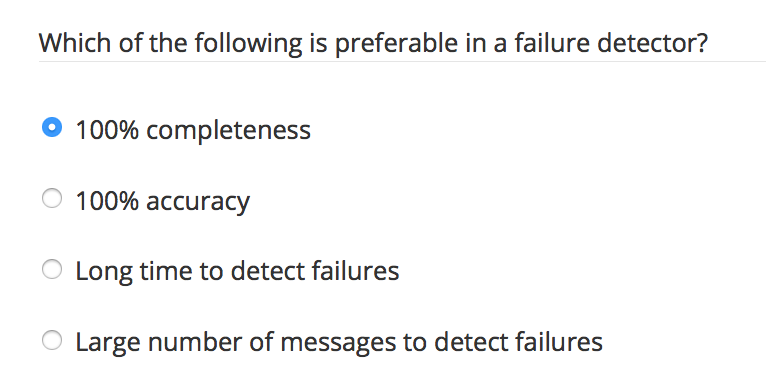 Which of the following is preferable in a failure detector?
100% completeness
100% accuracy
Long time to detect failures
Large number of messages to detect failures